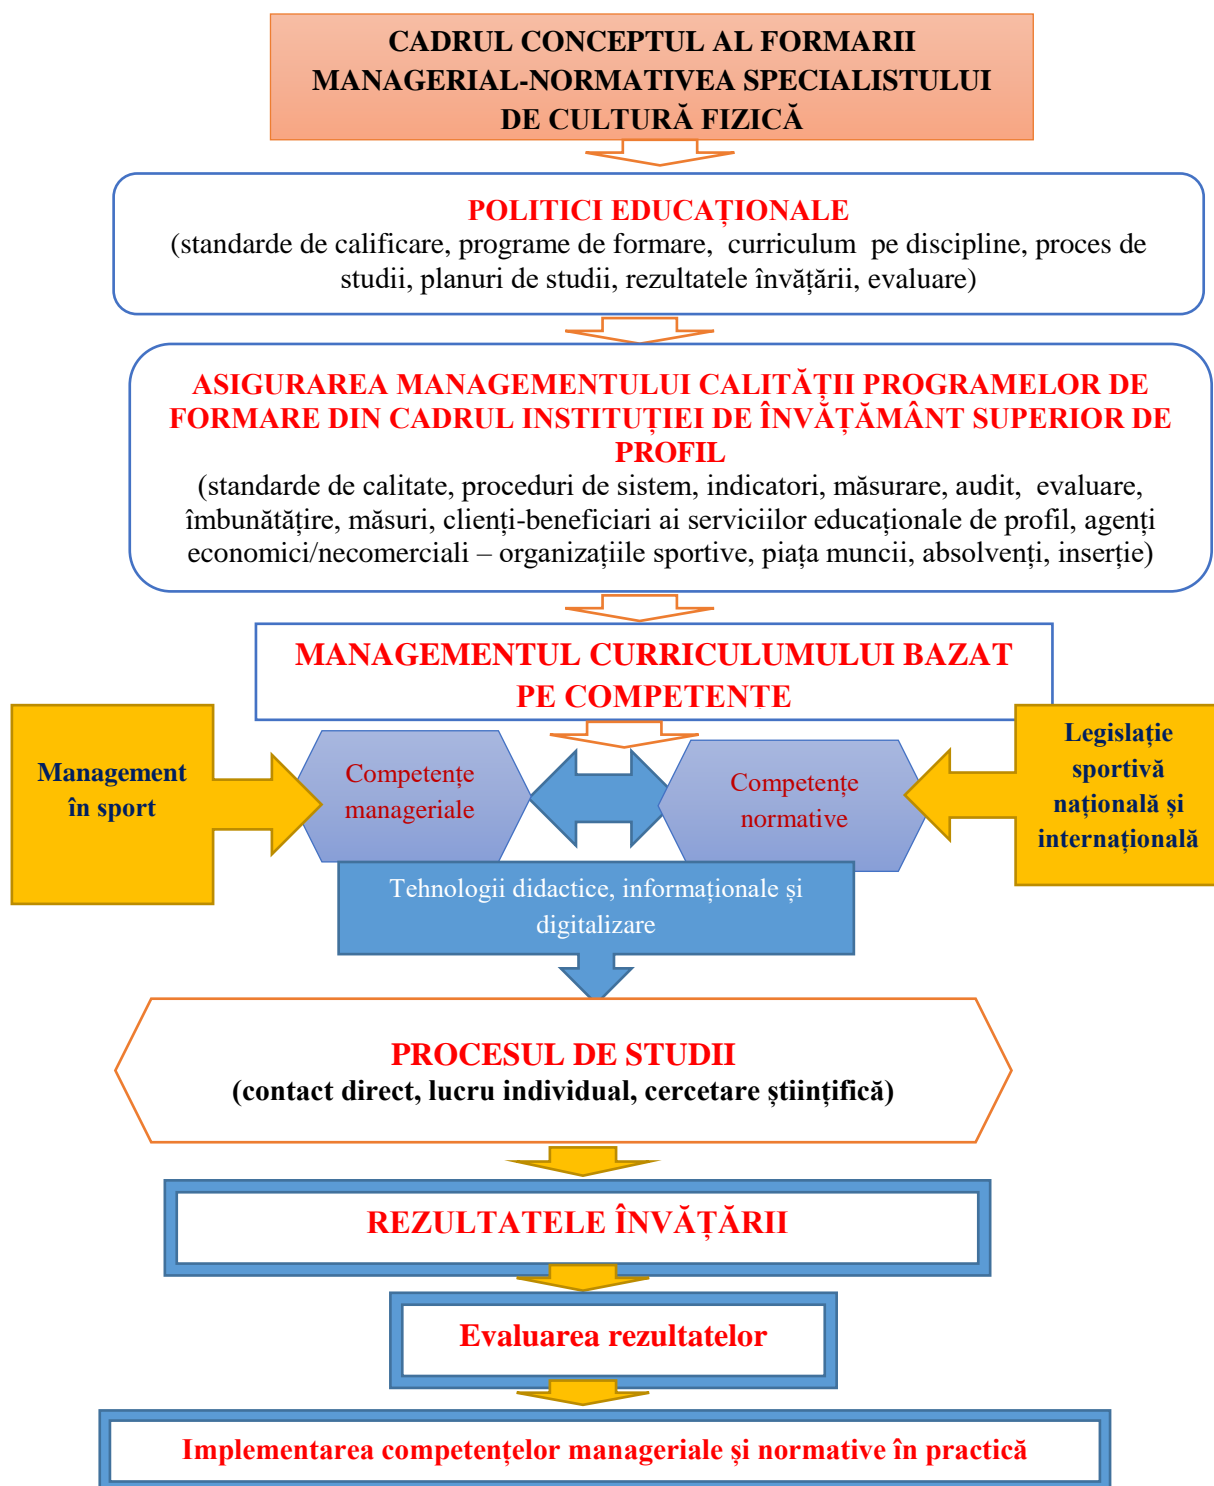 CADRUL CONCEPTUL AL FORMARII
MANAGERIAL-NORMATIVEA SPECIALISTULUI
DE CULTURĂ FIZICĂ
POLITICI EDUCAȚIONALE
(standarde de calificare, programe de formare, curriculum pe discipline, proces de
studii, planuri de studii, rezultatele învățării, evaluare)
ASIGURAREA MANAGEMENTULUI CALITĂȚII PROGRAMELOR DE
FORMARE DIN CADRUL INSTITUȚIEI DE ÎNVĂȚĂMÂNT SUPERIOR DE
PROFIL
(standarde de calitate, proceduri de sistem, indicatori, măsurare, audit, evaluare,
îmbunătățire, măsuri, clienți-beneficiari ai serviciilor educaționale de profil, agenți
economici/necomerciali – organizațiile sportive, piața muncii, absolvenți, inserție)
MANAGEMENTUL CURRICULUMULUI BAZAT
PE COMPETENTE
Management
în sport
Competențe
manageriale
Competențe
normative
Legislație
sportivă
națională și
internațională
Tehnologii didactice, informaționale și
digitalizare
PROCESUL DE STUDII
(contact direct, lucru individual, cercetare științifică)
REZULTATELE ÎNVĂȚĂRII
Evaluarea rezultatelor
Implementarea competențelor manageriale și normative în practică